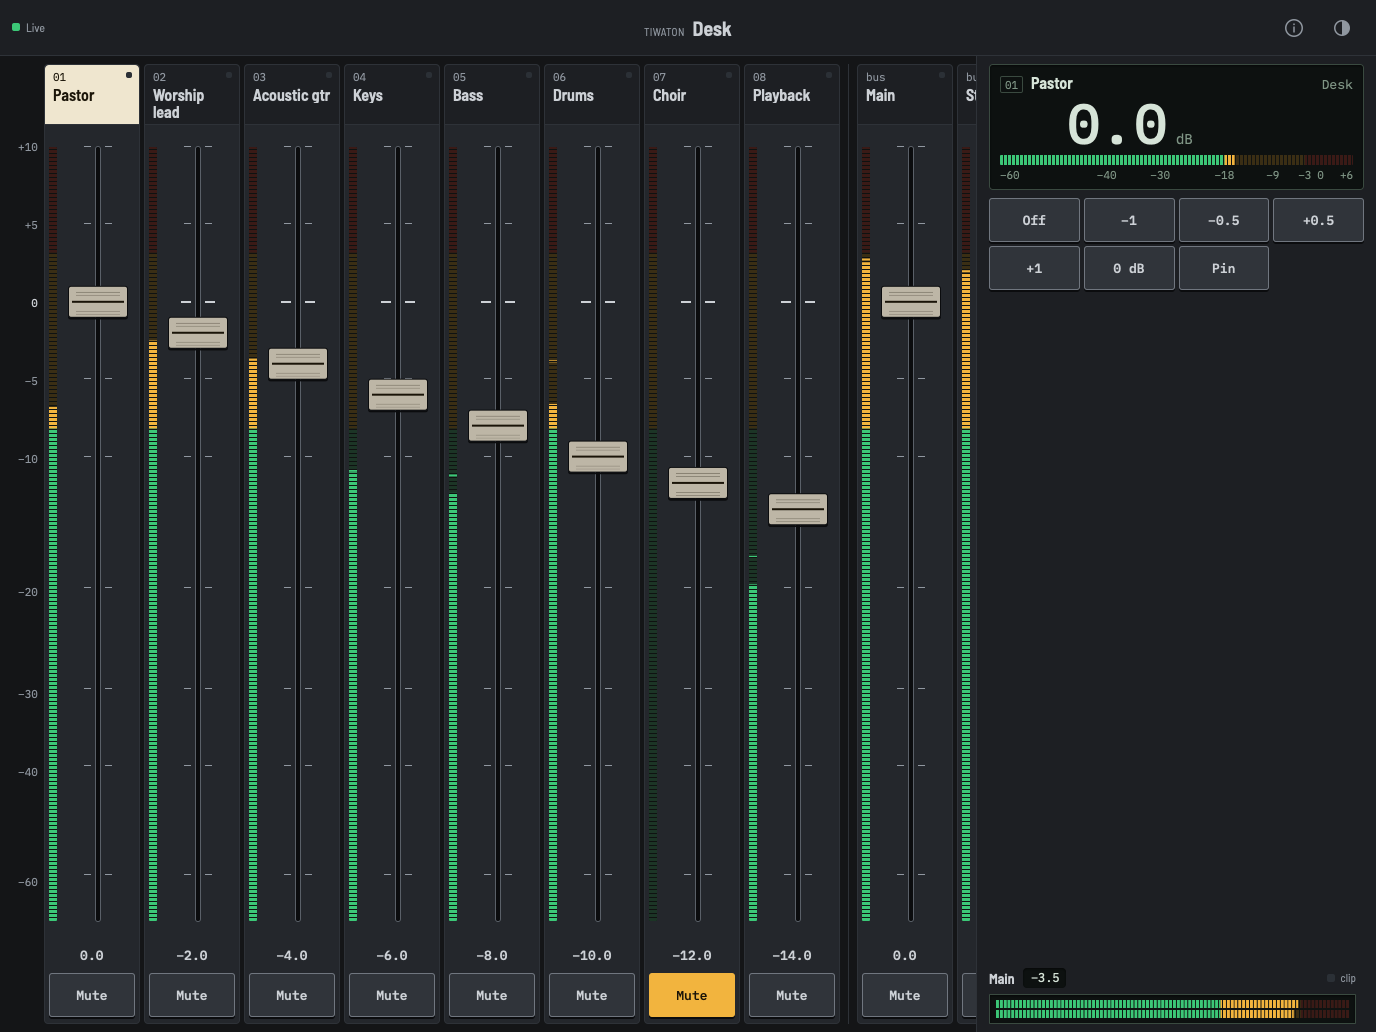 Live
TIWATON Desk
01
Pastor
02
Worship
lead
03
Acoustic gtr
04
Keys
05
Bass
06
Drums
07
Choir
08
Playback
bus
Main
+10
+5
0
−5
−10
−20
−30
−40
−60
0.0
−2.0
−4.0
−6.0
−8.0
−10.0
−12.0
−14.0
0.0
Mute
Mute
Mute
Mute
Mute
Mute
Mute
Mute
Mute
01 Pastor Desk
0.0 dB
−60 −40 −30 −18 −9 −3 0 +6
Off −1 −0.5 +0.5
+1 0 dB Pin
Main −3.5 clip